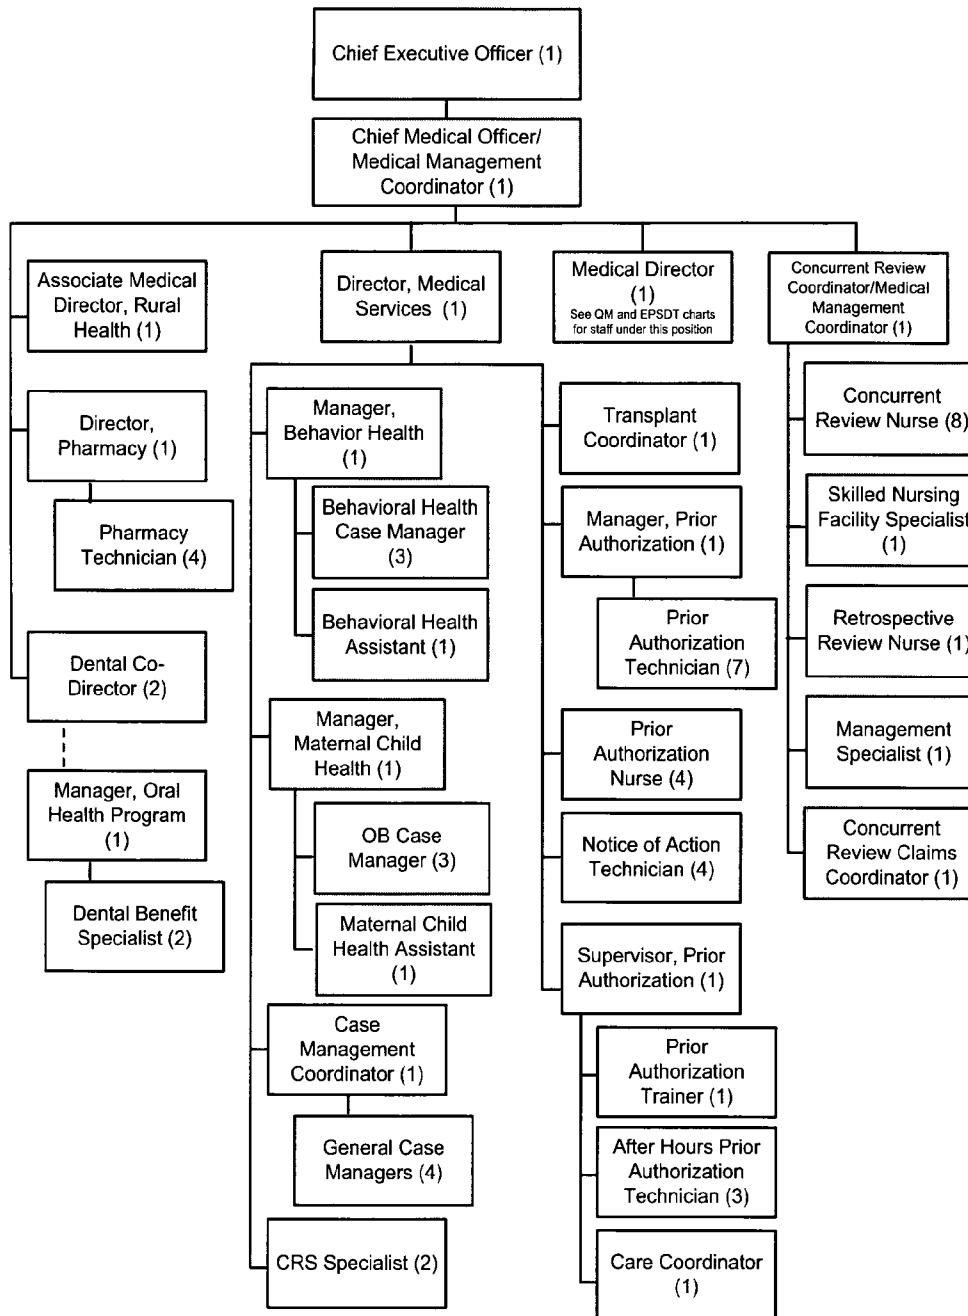 Chief Executive Officer (1)
Chief Medical Officer/
Medical Management
Coordinator (1)
Associate Medical
Director, Rural
Health (1)
Director,
Pharmacy (1)
Pharmacy
Technician (4)
Dental Co-
Director (2)
Manager, Oral
Health Program
(1)
Dental Benefit
Specialist (2)
Director, Medical
Services (1)
Manager,
Behavior Health
(1)
Behavioral Health
Case Manager
(3)
Behavioral Health
Assistant (1)
Manager,
Maternal Child
Health (1)
OB Case
Manager (3)
Maternal Child
Health Assistant
(1)
Case
Management
Coordinator (1)
General Case
Managers (4)
CRS Specialist (2)
Transplant
Coordinator (1)
Manager, Prior
Authorization (1)
Prior
Authorization
Technician (7)
Prior
Authorization
Nurse (4)
Notice of Action
Technician (4)
Supervisor, Prior
Authorization (1)
Prior
Authorization
Trainer (1)
After Hours Prior
Authorization
Technician (3)
Care Coordinator
(1)
Medical Director
(1)
See QM and EPSDT charts
for staff under this position
Concurrent Review
Coordinator/Medical
Management
Coordinator (1)
Concurrent
Review Nurse (8)
Skilled Nursing
Facility Specialist
(1)
Retrospective
Review Nurse (1)
Management
Specialist (1)
Concurrent
Review Claims
Coordinator (1)